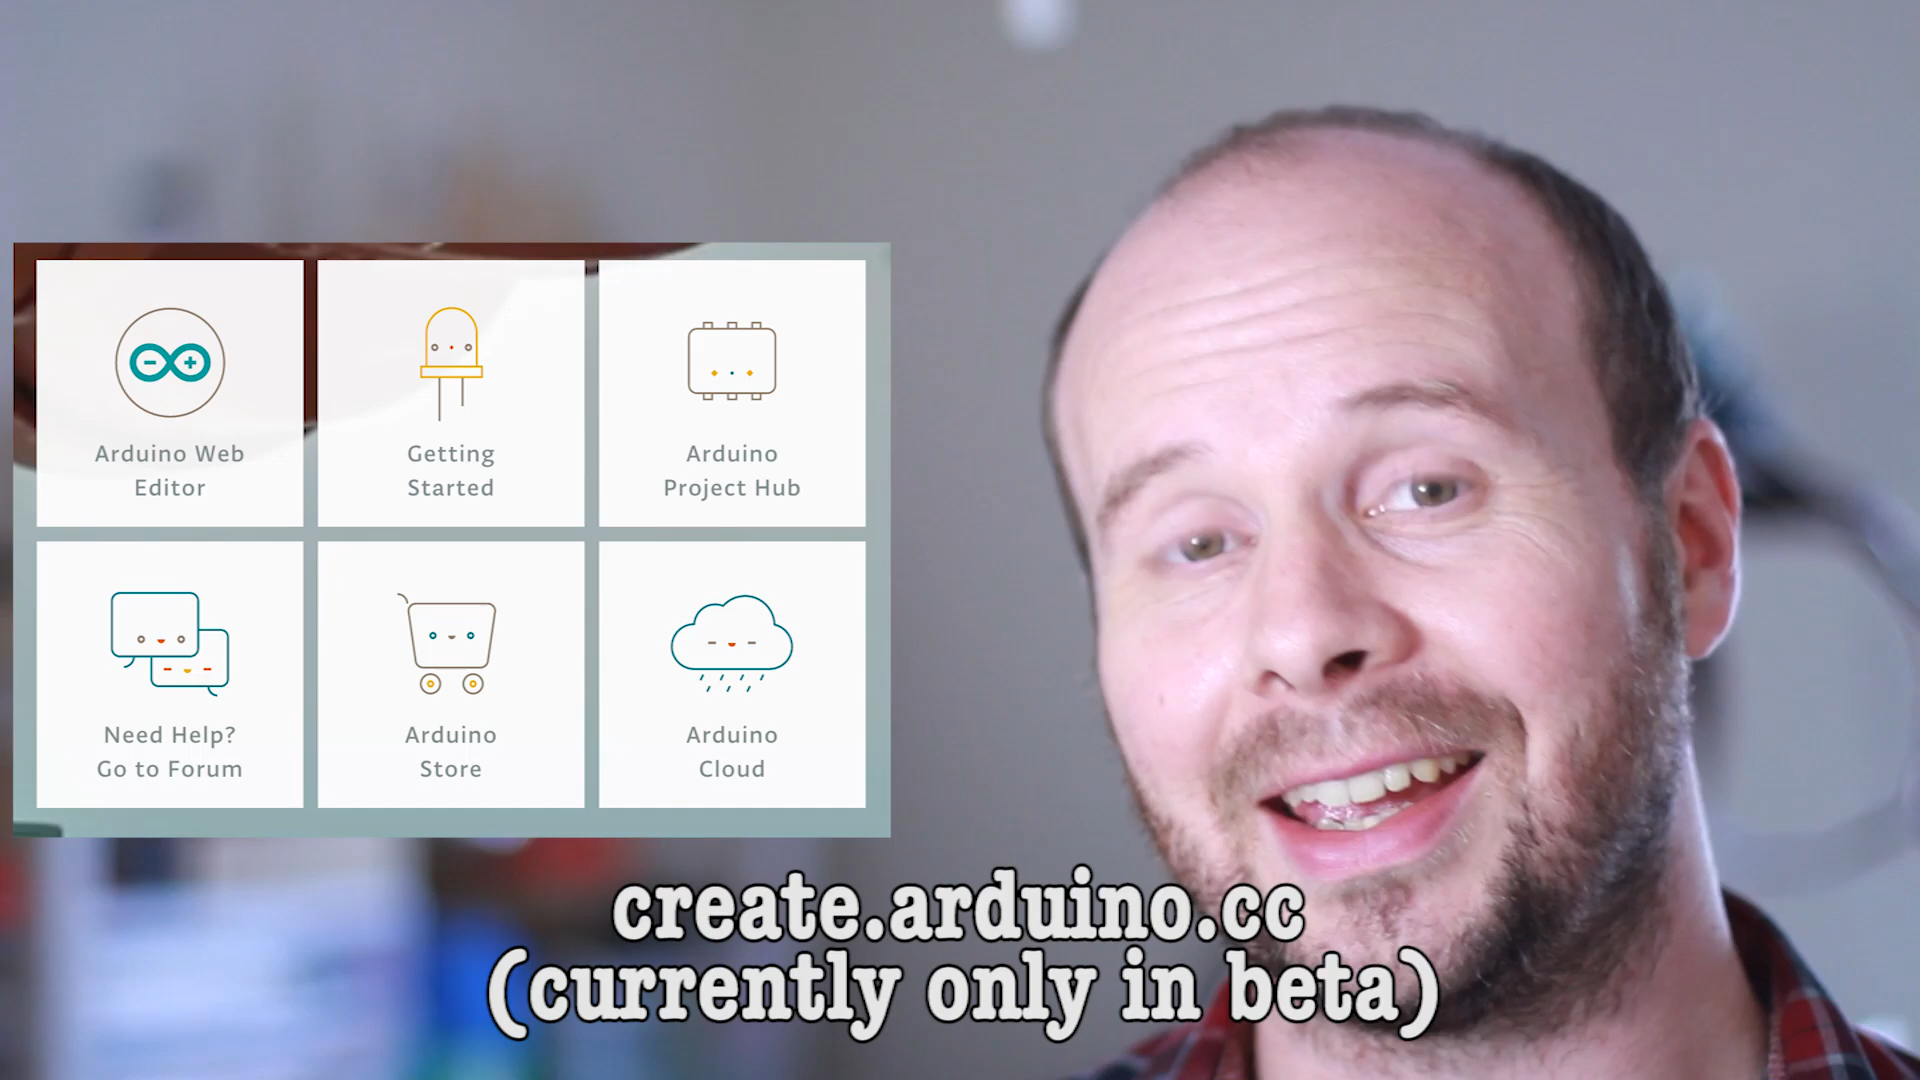 Arduino Web
Editor
Getting
Started
Arduino
Project Hub
Need Help?
Go to Forum
Arduino
Store
Arduino
Cloud
create.arduino.cc
(currently only in beta)